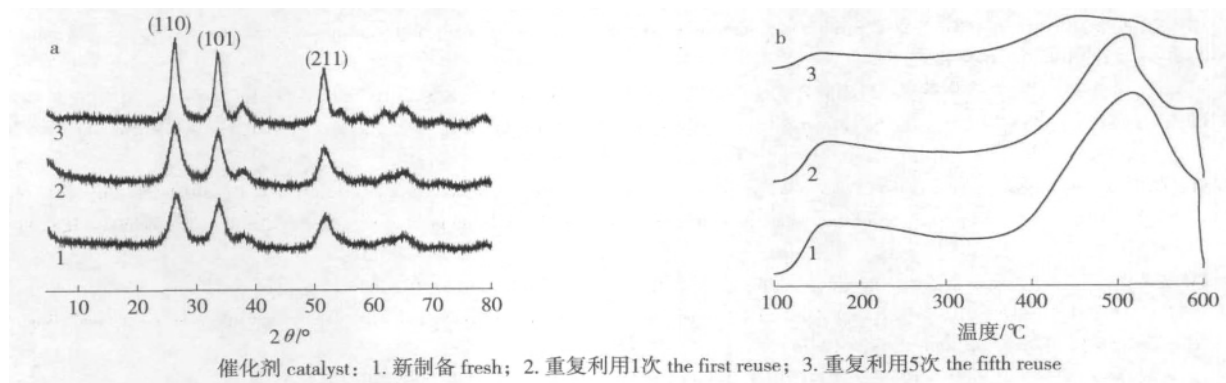 a
(110)
(101)
(211)
3
2
1
10 20 30 40 50 60 70 80
2θ/°
b
3
2
1
100 200 300 400 500 600
温度/℃
催化剂 catalyst: 1. 新制备 fresh; 2. 重复利用1次 the first reuse; 3. 重复利用5次 the fifth reuse